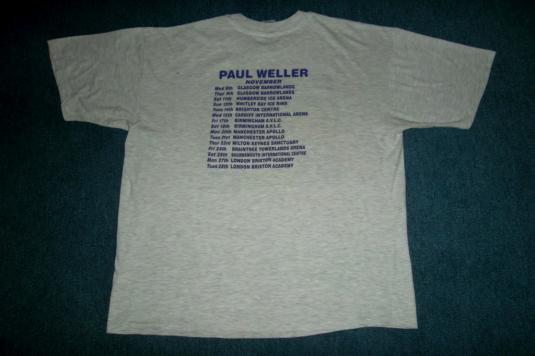 PAUL WELLER
NOVEMBER
Wed 8th GLASGOW BARROWLANDS
Thur 9th GLASGOW BARROWLANDS
Sat 11th HUMBERSIDE ICE ARENA
Sun 12th WHITLEY BAY ICE RINK
Tues 14th BRIGHTON CENTRE
Wed 15th CARDIFF INTERNATIONAL ARENA
Fri 17th BIRMINGHAM A.V.L.C.
Sat 18th BIRMINGHAM A.V.L.C.
Mon 20th MANCHESTER APOLLO
Tues 21st MANCHESTER APOLLO
Thur 23rd MILTON KEYNES SANCTUARY
Fri 24th BRAINTREE TOWERLANDS ARENA
Sat 25th BOURNEMOUTH INTERNATIONAL CENTRE
Mon 27th LONDON BRIXTON ACADEMY
Tues 28th LONDON BRIXTON ACADEMY